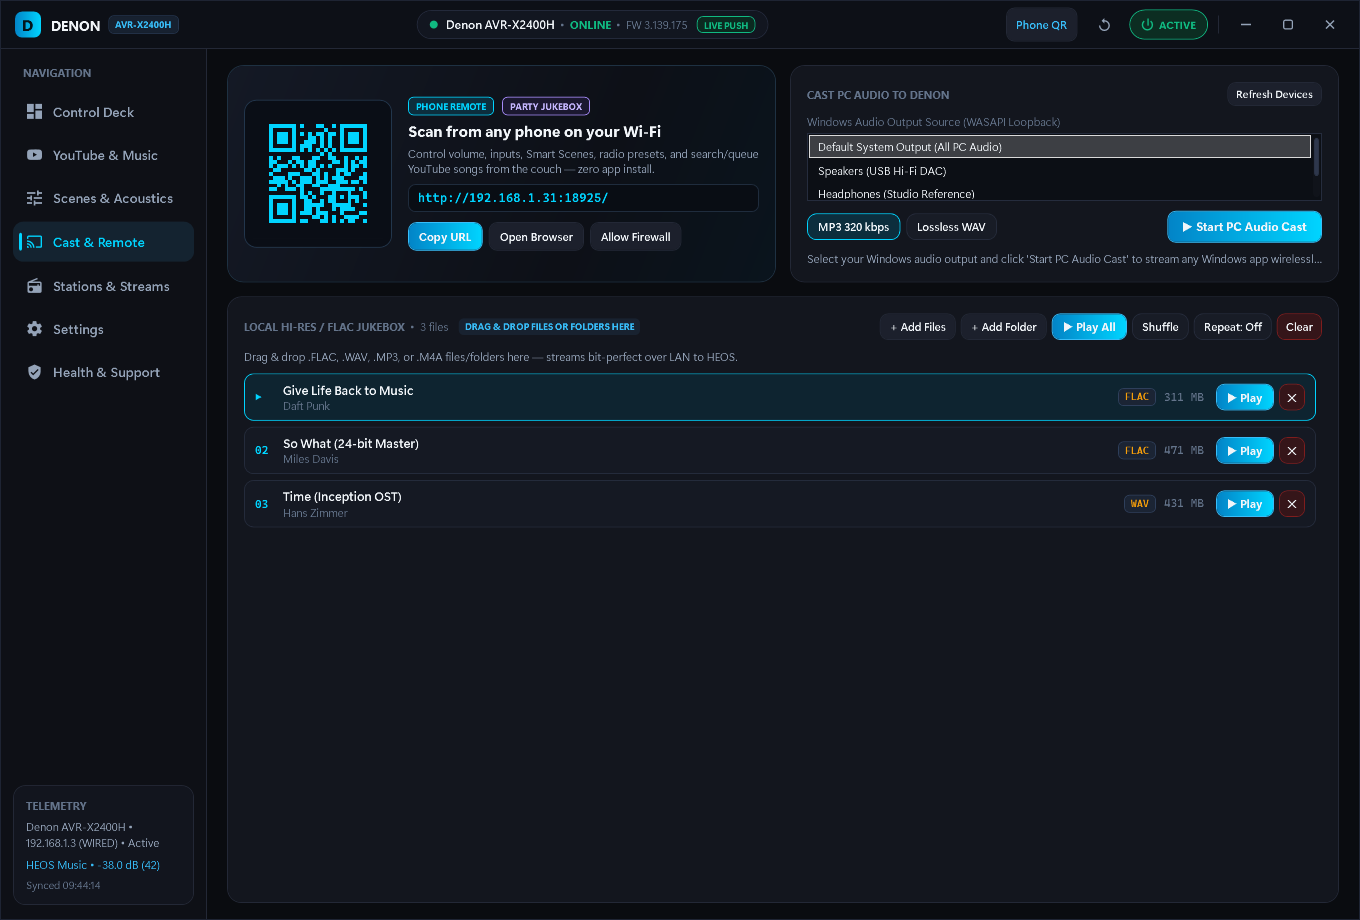 D DENON AVR-X2400H
Denon AVR-X2400H • ONLINE • FW 3.139.175 LIVE PUSH
Phone QR
ACTIVE
NAVIGATION
Control Deck
YouTube & Music
Scenes & Acoustics
Cast & Remote
Stations & Streams
Settings
Health & Support
TELEMETRY
Denon AVR-X2400H •
192.168.1.3 (WIRED) • Active
HEOS Music • -38.0 dB (42)
Synced 09:44:14
PHONE REMOTE PARTY JUKEBOX
Scan from any phone on your Wi-Fi
Control volume, inputs, Smart Scenes, radio presets, and search/queue
YouTube songs from the couch — zero app install.
http://192.168.1.31:18925/
Copy URL Open Browser Allow Firewall
CAST PC AUDIO TO DENON Refresh Devices
Windows Audio Output Source (WASAPI Loopback)
Default System Output (All PC Audio)
Speakers (USB Hi-Fi DAC)
Headphones (Studio Reference)
MP3 320 kbps Lossless WAV ▶ Start PC Audio Cast
Select your Windows audio output and click 'Start PC Audio Cast' to stream any Windows app wirelessl...
LOCAL HI-RES / FLAC JUKEBOX • 3 files DRAG & DROP FILES OR FOLDERS HERE
+ Add Files + Add Folder ▶ Play All Shuffle Repeat: Off Clear
Drag & drop .FLAC, .WAV, .MP3, or .M4A files/folders here — streams bit-perfect over LAN to HEOS.
▶ Give Life Back to Music
Daft Punk
FLAC 311 MB ▶ Play ✕
02 So What (24-bit Master)
Miles Davis
FLAC 471 MB ▶ Play ✕
03 Time (Inception OST)
Hans Zimmer
WAV 431 MB ▶ Play ✕